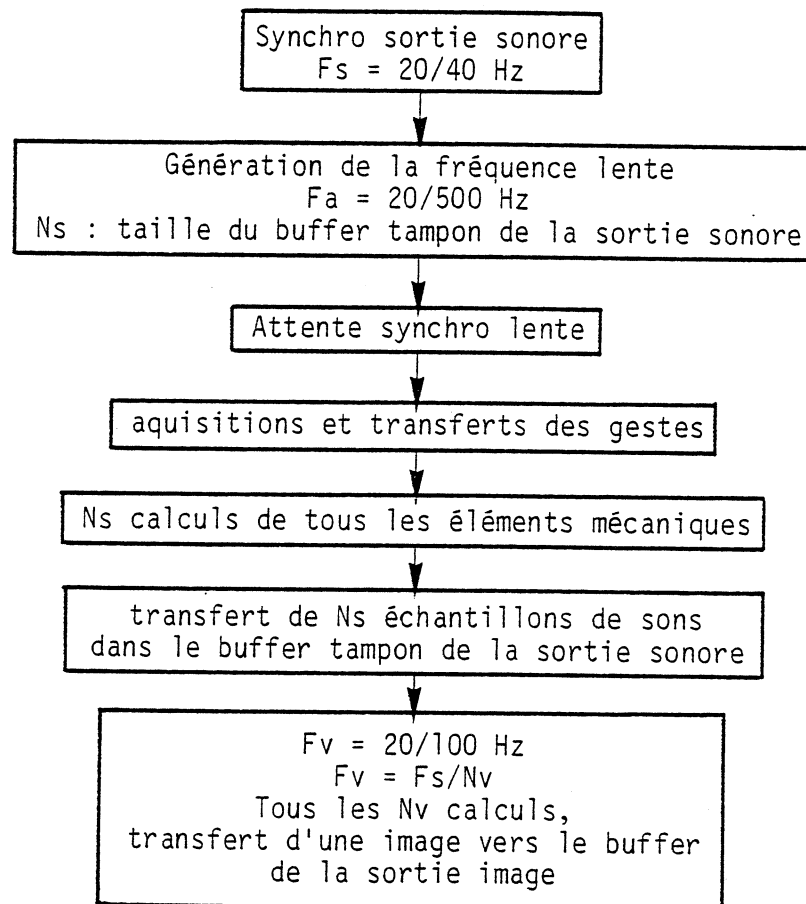 Synchro sortie sonore
Fs = 20/40 Hz
Génération de la fréquence lente
Fa = 20/500 Hz
Ns : taille du buffer tampon de la sortie sonore
Attente synchro lente
aquisitions et transferts des gestes
Ns calculs de tous les éléments mécaniques
transfert de Ns échantillons de sons
dans le buffer tampon de la sortie sonore
Fv = 20/100 Hz
Fv = Fs/Nv
Tous les Nv calculs,
transfert d'une image vers le buffer
de la sortie image